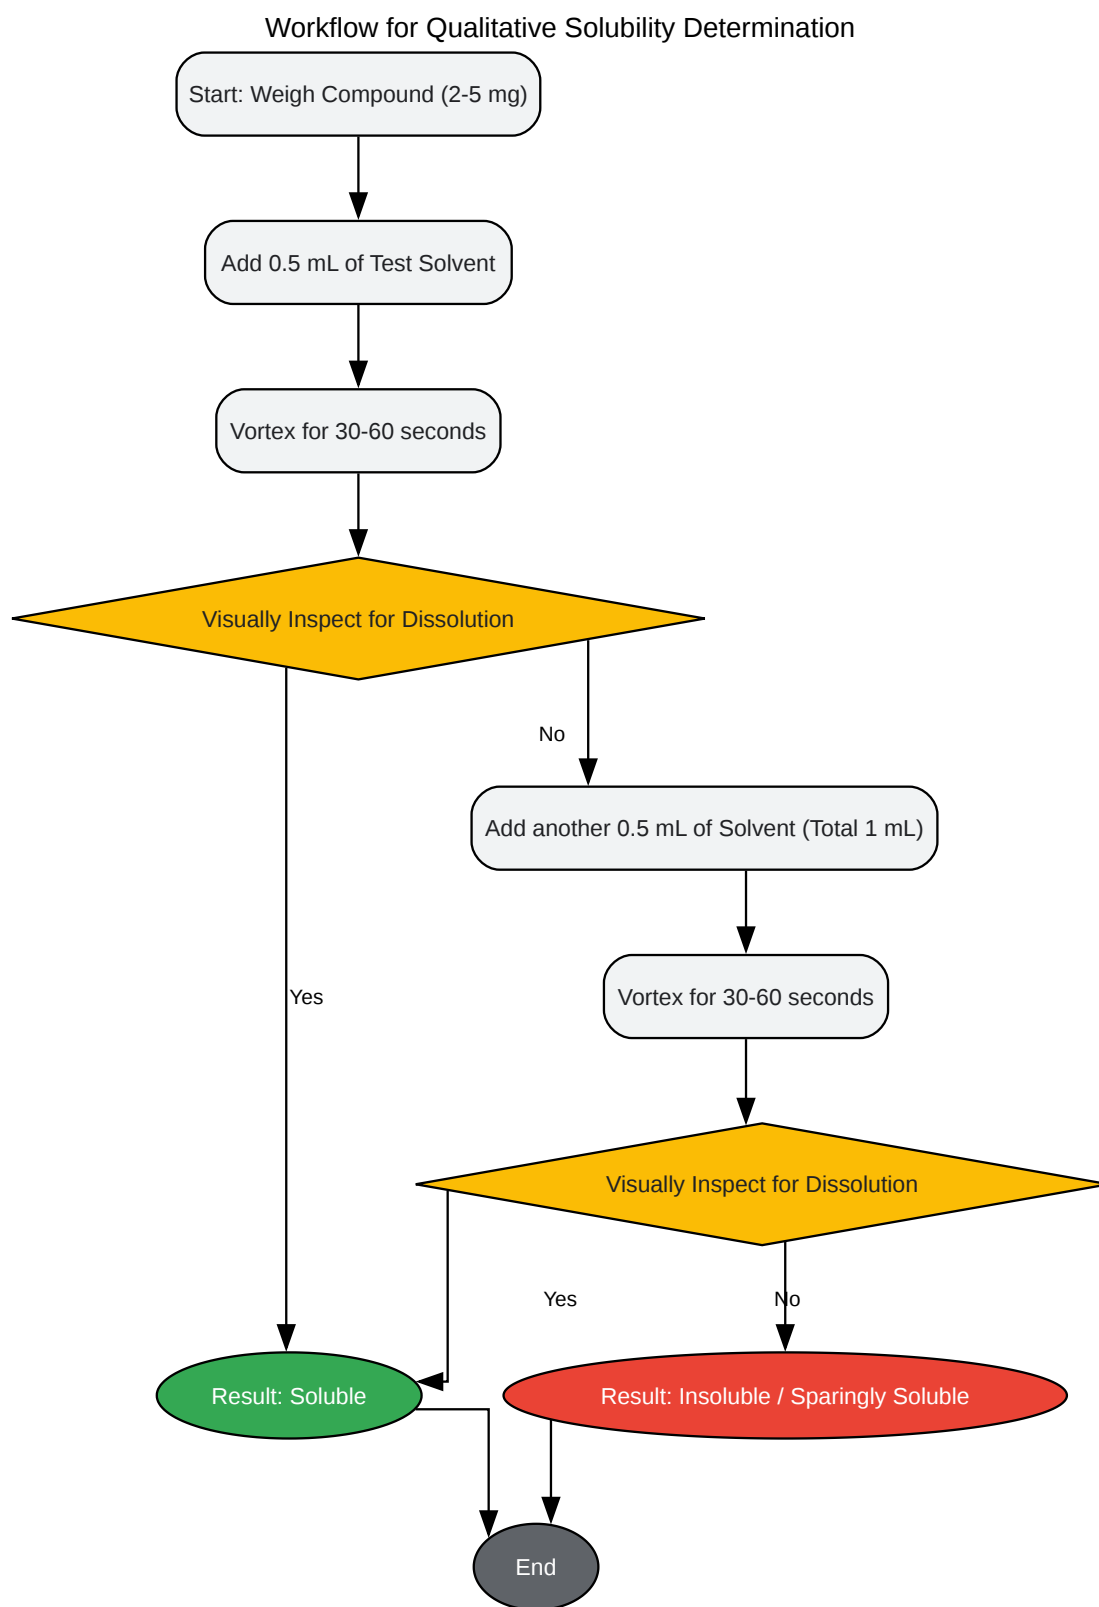 Workflow for Qualitative Solubility Determination
Start: Weigh Compound (2-5 mg)
Add 0.5 mL of Test Solvent
Vortex for 30-60 seconds
Visually Inspect for Dissolution
No
Add another 0.5 mL of Solvent (Total 1 mL)
Yes
Vortex for 30-60 seconds
Visually Inspect for Dissolution
Yes
No
Result: Soluble
Result: Insoluble / Sparingly Soluble
End